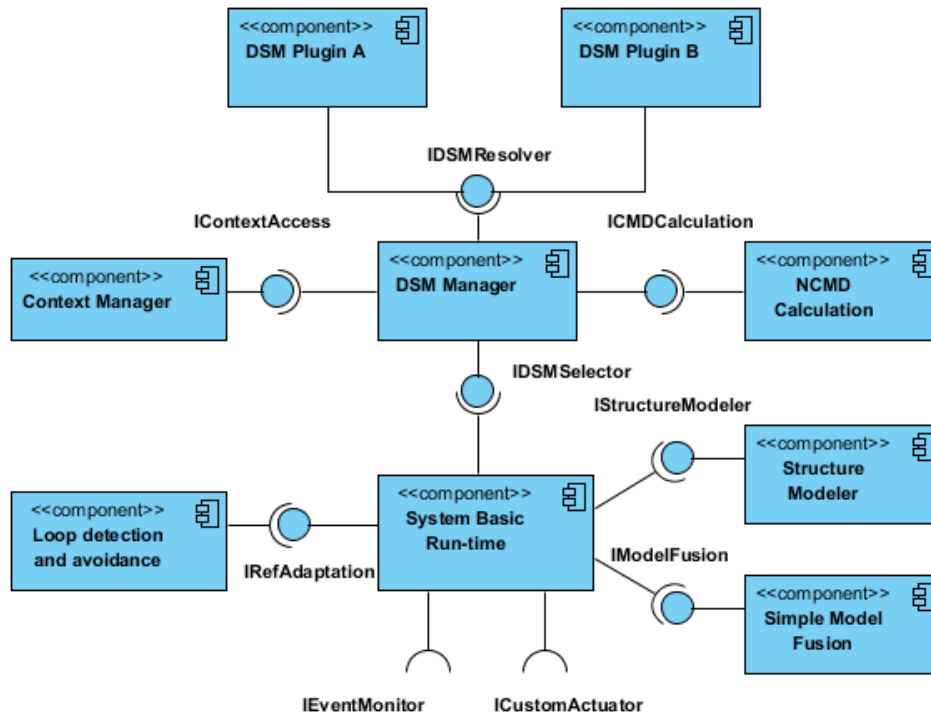 <<component>>
DSM Plugin A
<<component>>
DSM Plugin B
IDSMResolver
IContextAccess
ICMDCalculation
<<component>>
Context Manager
<<component>>
DSM Manager
<<component>>
NCMD
Calculation
IDSMSelector
IStructureModeler
<<component>>
Structure
Modeler
<<component>>
Loop detection
and avoidance
<<component>>
System Basic
Run-time
IRefAdaptation
IModelFusion
<<component>>
Simple Model
Fusion
IEventMonitor
ICustomActuator